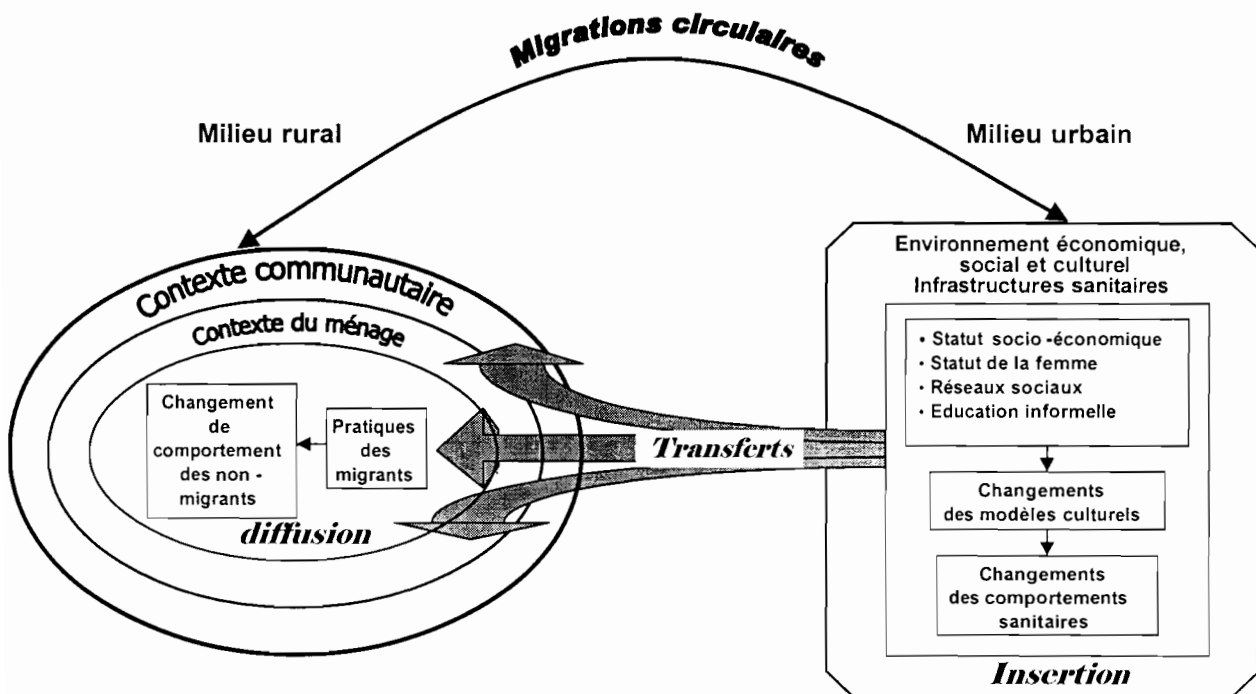 Migrations circulaires
Milieu rural
Milieu urbain
Contexte communautaire
Contexte du ménage
Changement
de
comportement
des non -
migrants
Pratiques
des
migrants
diffusion
Transferts
Environnement économique,
social et culturel
Infrastructures sanitaires
• Statut socio -économique
• Statut de la femme
• Réseaux sociaux
• Education informelle
Changements
des modèles culturels
Changements
des comportements
sanitaires
Insertion